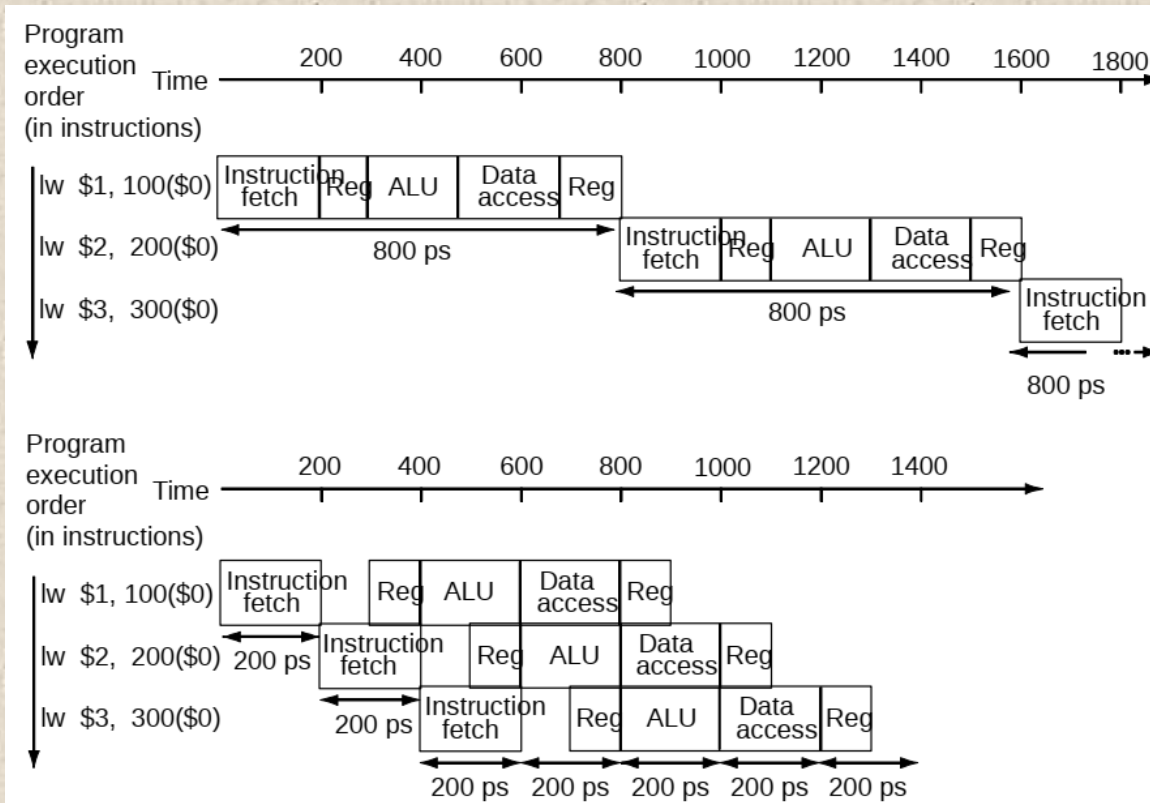 Program
execution
order
(in instructions)
Time
200 400 600 800 1000 1200 1400 1600 1800
lw $1, 100($0)
Instruction
fetch
Reg
ALU
Data
access
Reg
800 ps
lw $2, 200($0)
Instruction
fetch
Reg
ALU
Data
access
Reg
800 ps
lw $3, 300($0)
Instruction
fetch
...
800 ps
Program
execution
order
(in instructions)
Time
200 400 600 800 1000 1200 1400
lw $1, 100($0)
Instruction
fetch
Reg
ALU
Data
access
Reg
200 ps
lw $2, 200($0)
Instruction
fetch
Reg
ALU
Data
access
Reg
200 ps
lw $3, 300($0)
Instruction
fetch
Reg
ALU
Data
access
Reg
200 ps 200 ps 200 ps 200 ps 200 ps